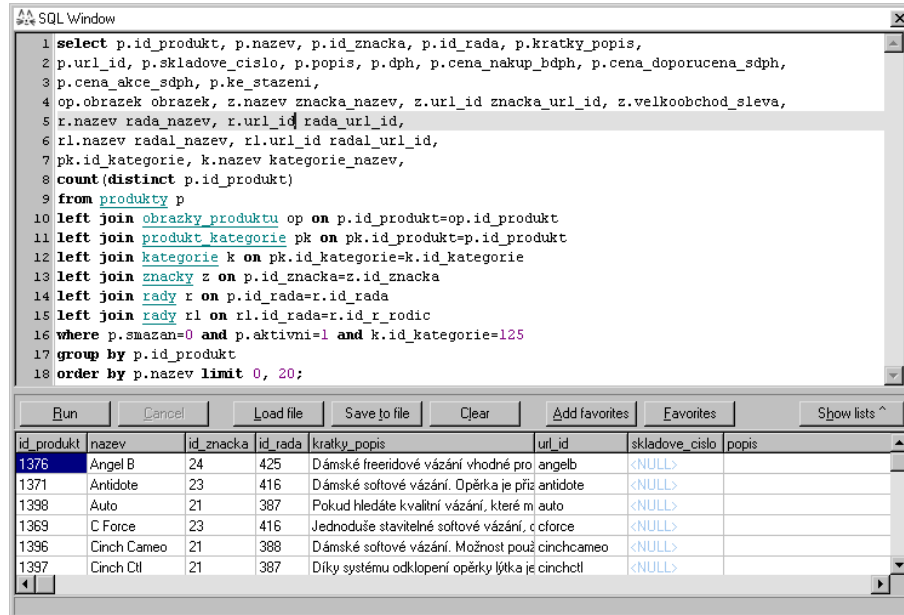 SQL Window
1 select p.id_produkt, p.nazev, p.id_znacka, p.id_rada, p.kratky_popis,
2 p.url_id, p.skladove_cislo, p.popis, p.dph, p.cena_nakup_bdph, p.cena_doporucena_sdph,
3 p.cena_akce_sdph, p.ke_stazeni,
4 op.obrazek obrazek, z.nazev znacka_nazev, z.url_id znacka_url_id, z.velkoobchod_sleva,
5 r.nazev rada_nazev, r.url_id rada_url_id,
6 rl.nazev radal_nazev, rl.url_id radal_url_id,
7 pk.id_kategorie, k.nazev kategorie_nazev,
8 count(distinct p.id_produkt)
9 from produkty p
10 left join obrazky_produktu op on p.id_produkt=op.id_produkt
11 left join produkt_kategorie pk on pk.id_produkt=p.id_produkt
12 left join kategorie k on pk.id_kategorie=k.id_kategorie
13 left join znacky z on p.id_znacka=z.id_znacka
14 left join rady r on p.id_rada=r.id_rada
15 left join rady rl on rl.id_rada=r.id_r_rodic
16 where p.smazan=0 and p.aktivni=1 and k.id_kategorie=125
17 group by p.id_produkt
18 order by p.nazev limit 0, 20;
Run Cancel Load file Save to file Clear Add favorites Favorites Show lists ^
id_produkt nazev id_znacka id_rada kratky_popis url_id skladove_cislo popis
1376 Angel B 24 425 Dámské freeridové vázání vhodné pro angelb <NULL>
1371 Antidote 23 416 Dámské softové vázání. Opěrka je přiz antidote <NULL>
1398 Auto 21 387 Pokud hledáte kvalitní vázání, které m auto <NULL>
1369 C Force 23 416 Jednoduše stavitelné softové vázání, c cforce <NULL>
1396 Cinch Cameo 21 388 Dámské softové vázání. Možnost použ cinchcameo <NULL>
1397 Cinch Ctl 21 387 Díky systému odklopení opěrky lýtka je cinchctl <NULL>